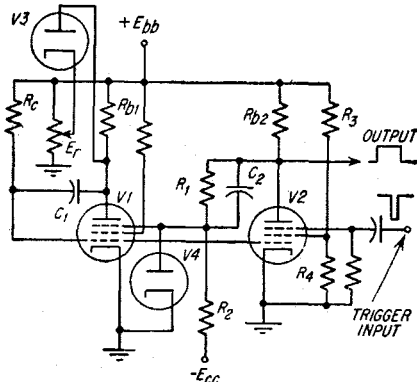 V3
+Ebb
Rc
Er
Rb1
Rb2
R3
OUTPUT
C1
R1
C2
V1
V2
V4
R4
R2
TRIGGER
INPUT
-Ecc